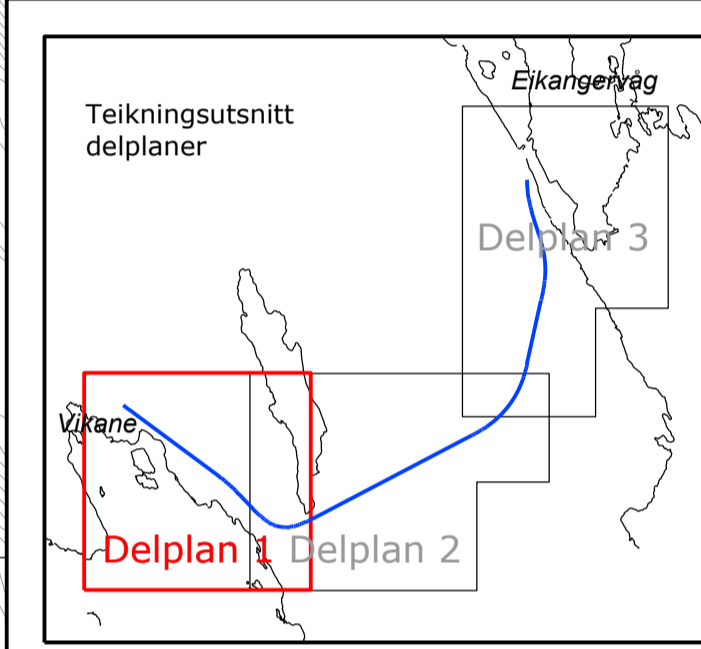 Eikangervåg
Teikningsutsnitt
delplaner
Delplan 3
Vikane
Delplan 1
Delplan 2